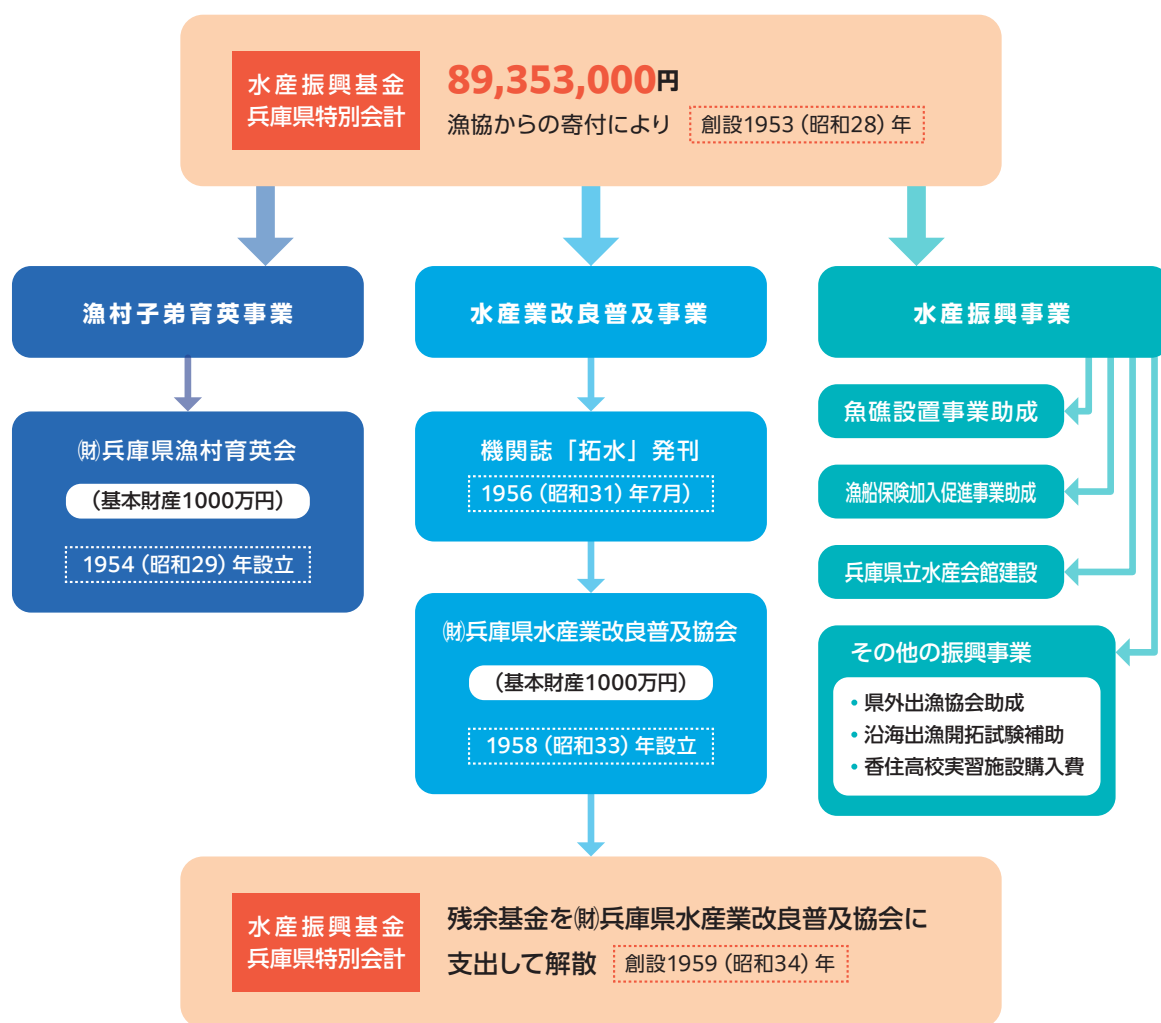 水産振興基金
兵庫県特別会計
89,353,000円
漁協からの寄付により 創設1953（昭和28）年
漁村子弟育英事業
㈶兵庫県漁村育英会
（基本財産1000万円）
1954（昭和29）年設立
水産業改良普及事業
機関誌「拓水」発刊
1956（昭和31）年7月）
㈶兵庫県水産業改良普及協会
（基本財産1000万円）
1958（昭和33）年設立
水産振興事業
魚礁設置事業助成
漁船保険加入促進事業助成
兵庫県立水産会館建設
その他の振興事業
• 県外出漁協会助成
• 沿海出漁開拓試験補助
• 香住高校実習施設購入費
水産振興基金
兵庫県特別会計
残余基金を㈶兵庫県水産業改良普及協会に
支出して解散 創設1959（昭和34）年